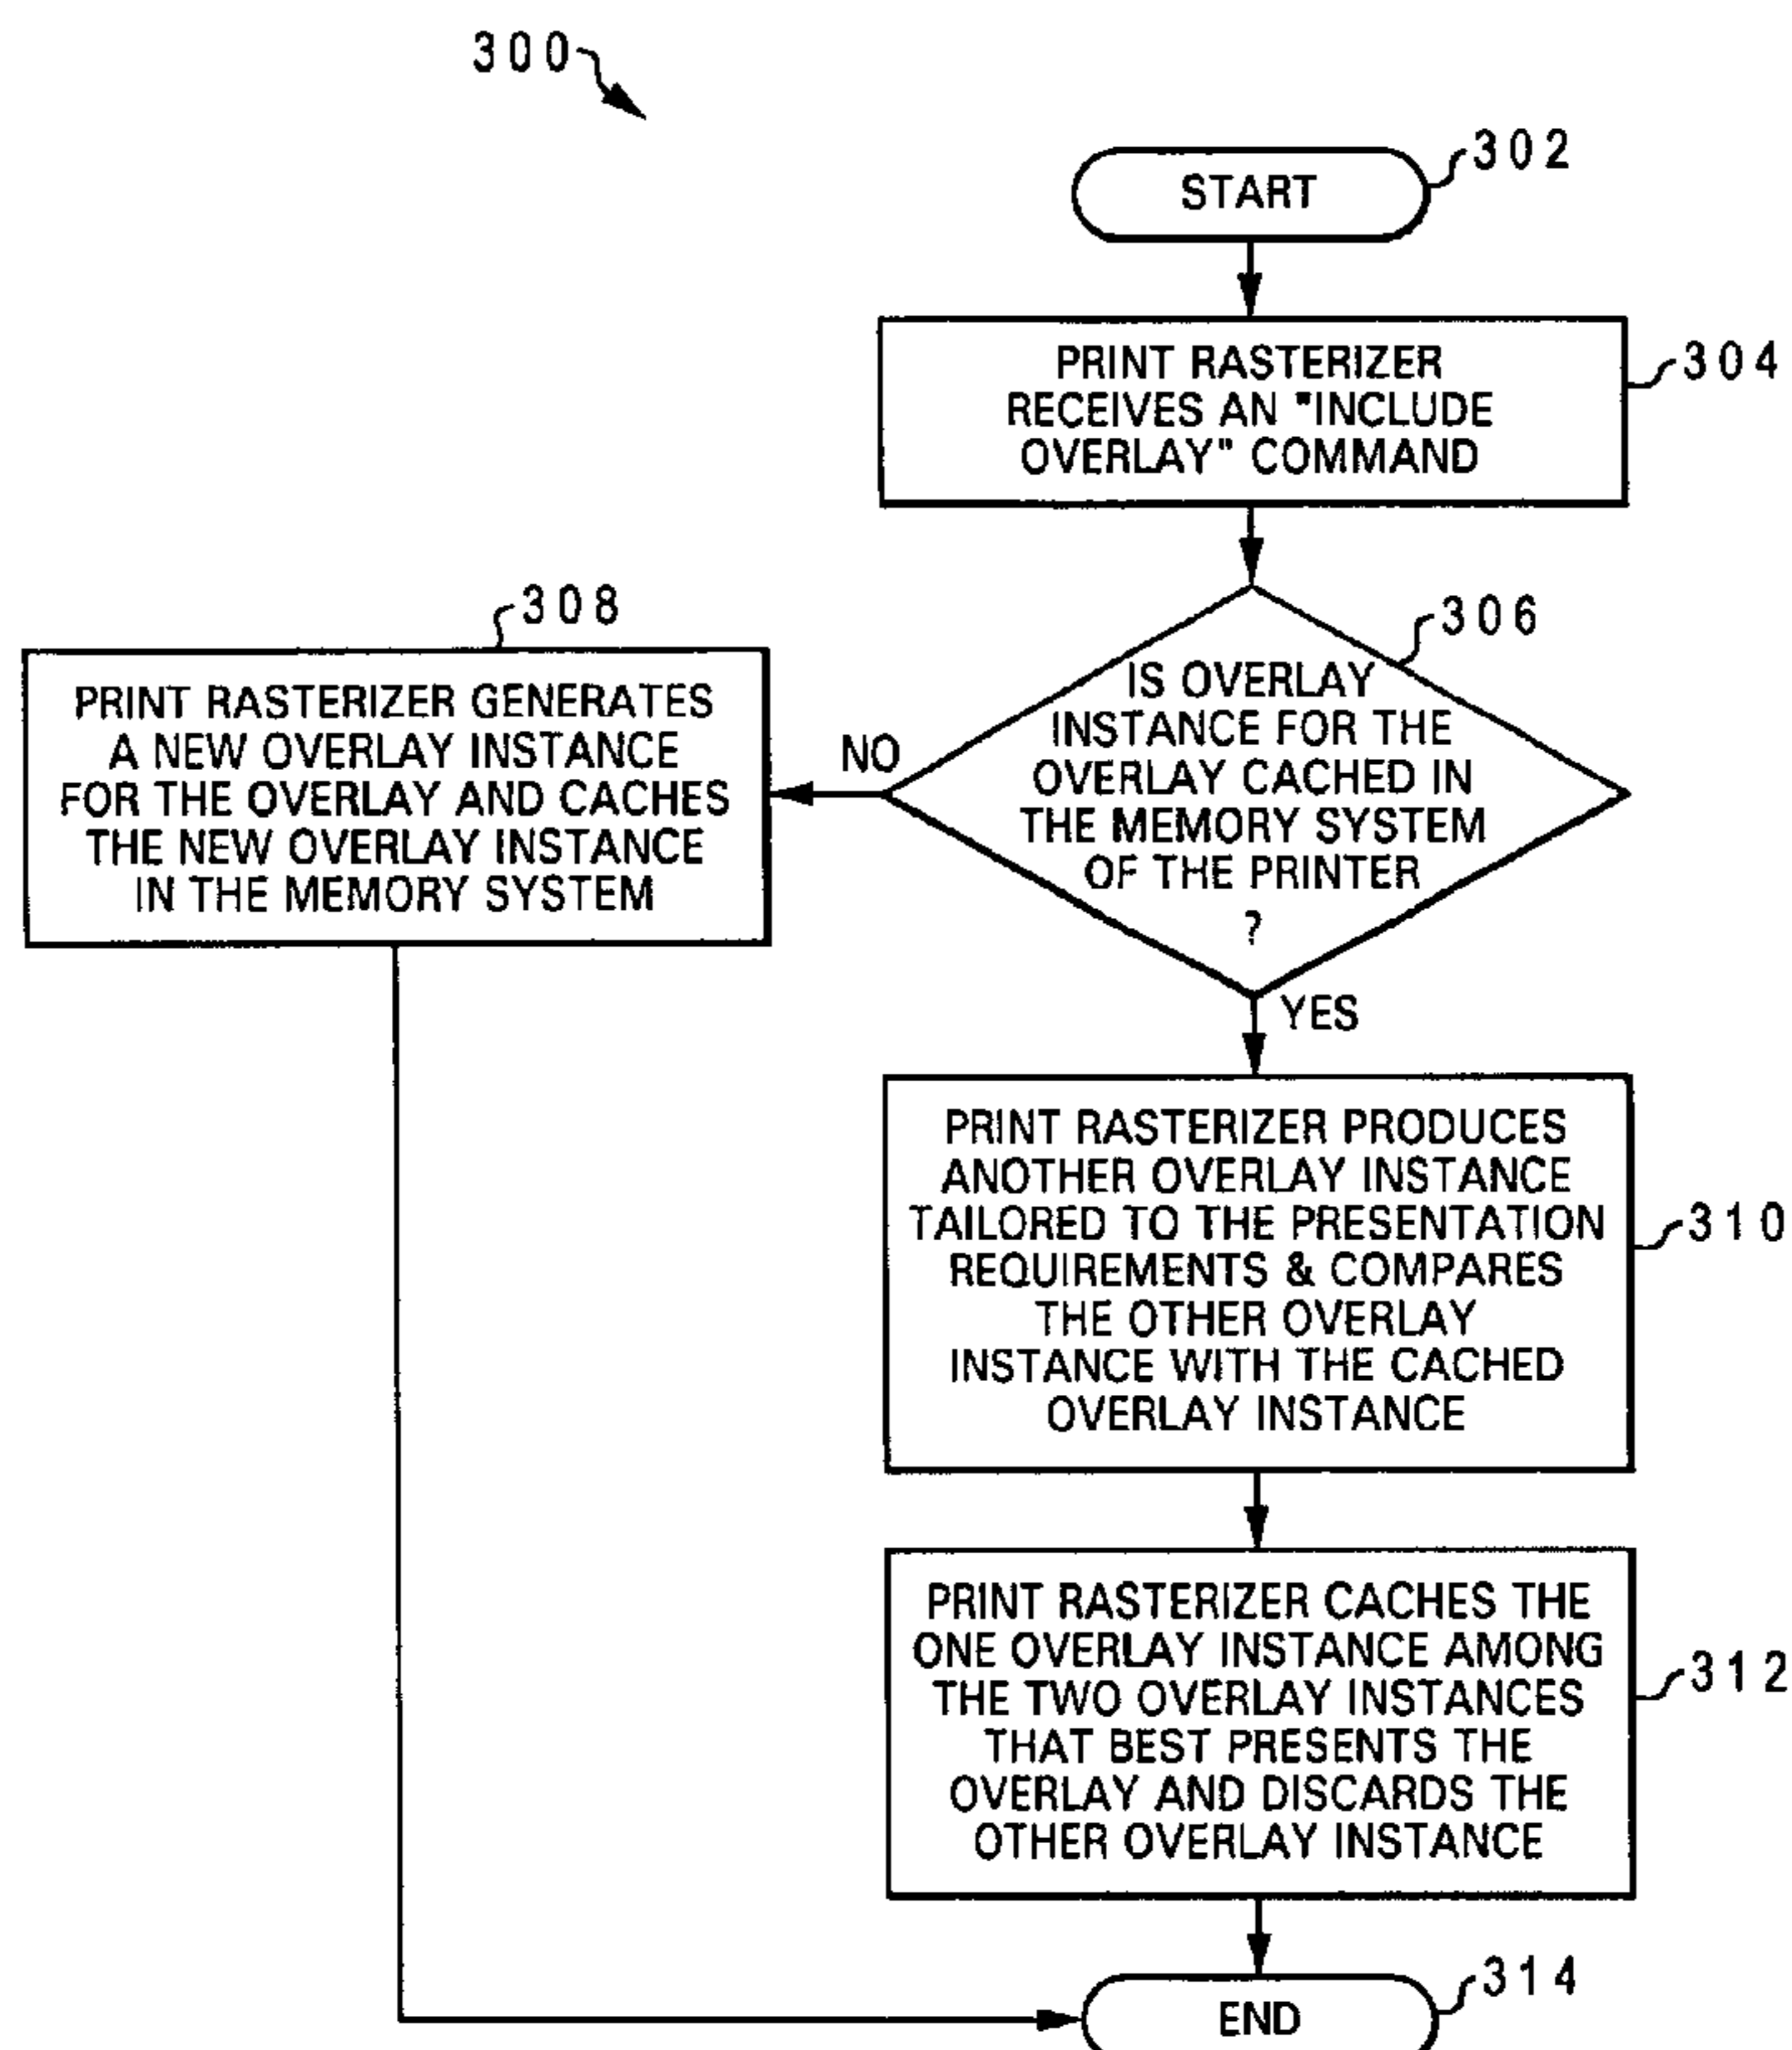 300
302
START
304
PRINT RASTERIZER
RECEIVES AN "INCLUDE
OVERLAY" COMMAND
306
IS OVERLAY
INSTANCE FOR THE
OVERLAY CACHED IN
THE MEMORY SYSTEM
OF THE PRINTER
?
NO
308
PRINT RASTERIZER GENERATES
A NEW OVERLAY INSTANCE
FOR THE OVERLAY AND CACHES
THE NEW OVERLAY INSTANCE
IN THE MEMORY SYSTEM
YES
PRINT RASTERIZER PRODUCES
ANOTHER OVERLAY INSTANCE
TAILORED TO THE PRESENTATION
REQUIREMENTS & COMPARES
THE OTHER OVERLAY
INSTANCE WITH THE CACHED
OVERLAY INSTANCE
310
PRINT RASTERIZER CACHES THE
ONE OVERLAY INSTANCE AMONG
THE TWO OVERLAY INSTANCES
THAT BEST PRESENTS THE
OVERLAY AND DISCARDS THE
OTHER OVERLAY INSTANCE
312
314
END